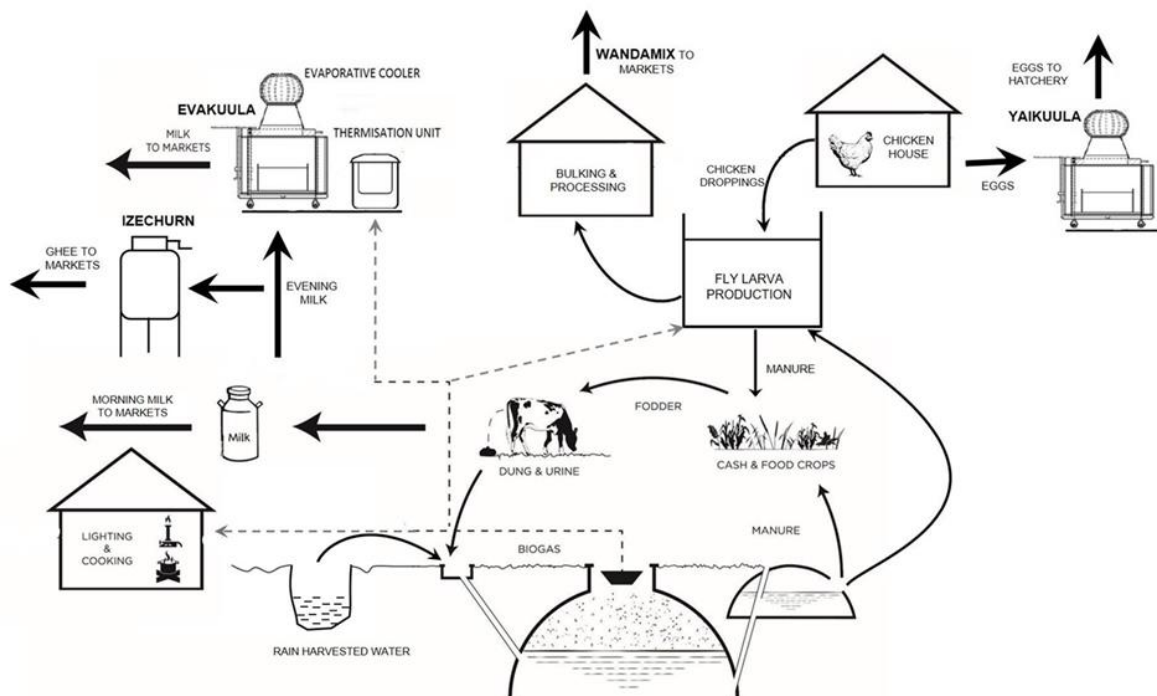 EVAPORATIVE COOLER
EVAKUULA
MILK
TO MARKETS
THERMISATION UNIT
WANDAMIX TO
MARKETS
BULKING &
PROCESSING
CHICKEN
HOUSE
CHICKEN
DROPPINGS
EGGS
EGGS TO
HATCHERY
YAIKUULA
IZECHURN
GHEE TO
MARKETS
EVENING
MILK
FLY LARVA
PRODUCTION
MANURE
MORNING MILK
TO MARKETS
Milk
FODDER
DUNG & URINE
CASH & FOOD CROPS
LIGHTING
&
COOKING
BIOGAS
MANURE
RAIN HARVESTED WATER